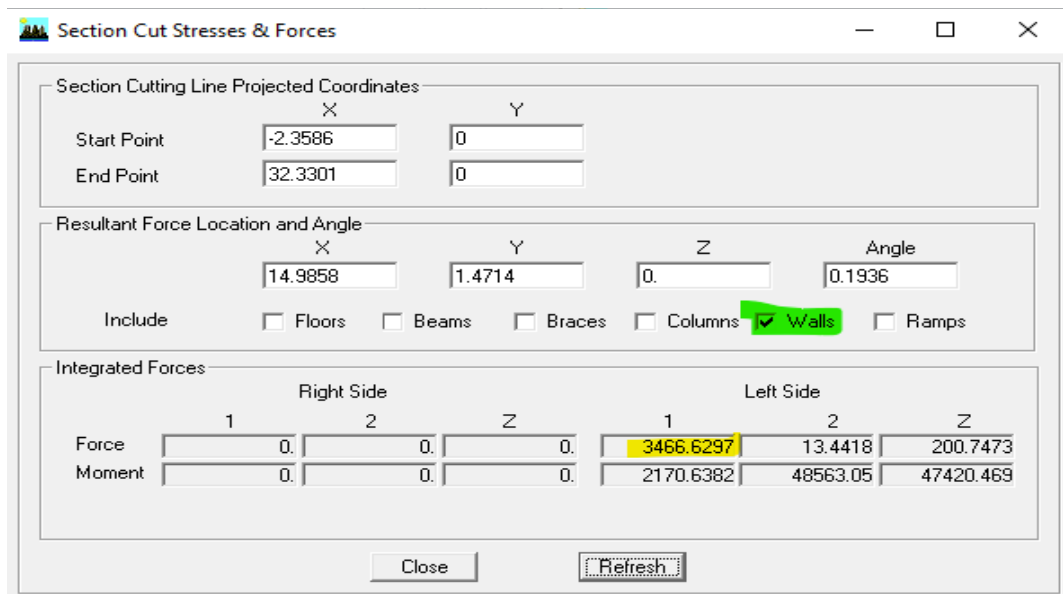 Section Cut Stresses & Forces
Section Cutting Line Projected Coordinates
X Y
Start Point -2.3586 0
End Point 32.3301 0
Resultant Force Location and Angle
X Y Z Angle
14.9858 1.4714 0. 0.1936
Include Floors Beams Braces Columns Walls Ramps
Integrated Forces
Right Side Left Side
1 2 Z 1 2 Z
Force 0. 0. 0. 3466.6297 13.4418 200.7473
Moment 0. 0. 0. 2170.6382 48563.05 47420.469
Close Refresh